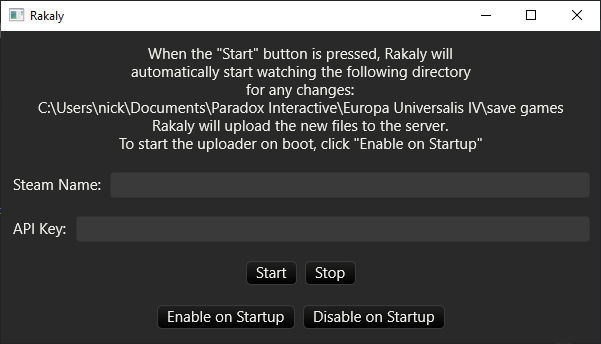 Rakaly
When the "Start" button is pressed, Rakaly will
automatically start watching the following directory
for any changes:
C:\Users\nick\Documents\Paradox Interactive\Europa Universalis IV\save games
Rakaly will upload the new files to the server.
To start the uploader on boot, click "Enable on Startup"
Steam Name:
API Key:
Start Stop
Enable on Startup Disable on Startup